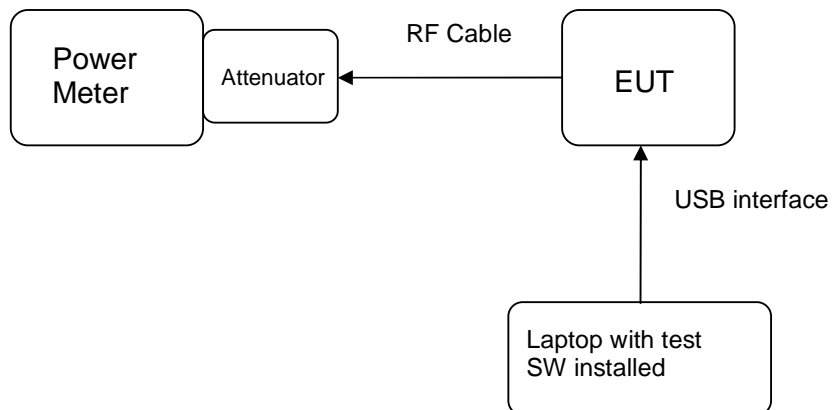 RF Cable
Power
Meter
Attenuator
EUT
USB interface
Laptop with test
SW installed